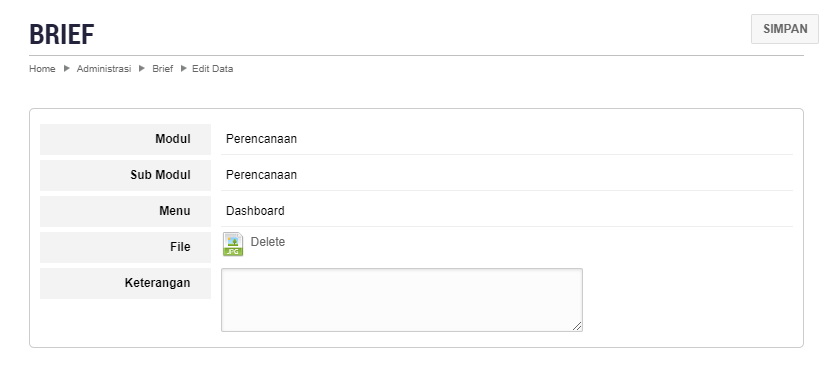 BRIEF
SIMPAN
Home Administrasi Brief Edit Data
Modul Perencanaan
Sub Modul Perencanaan
Menu Dashboard
File JPG Delete
Keterangan